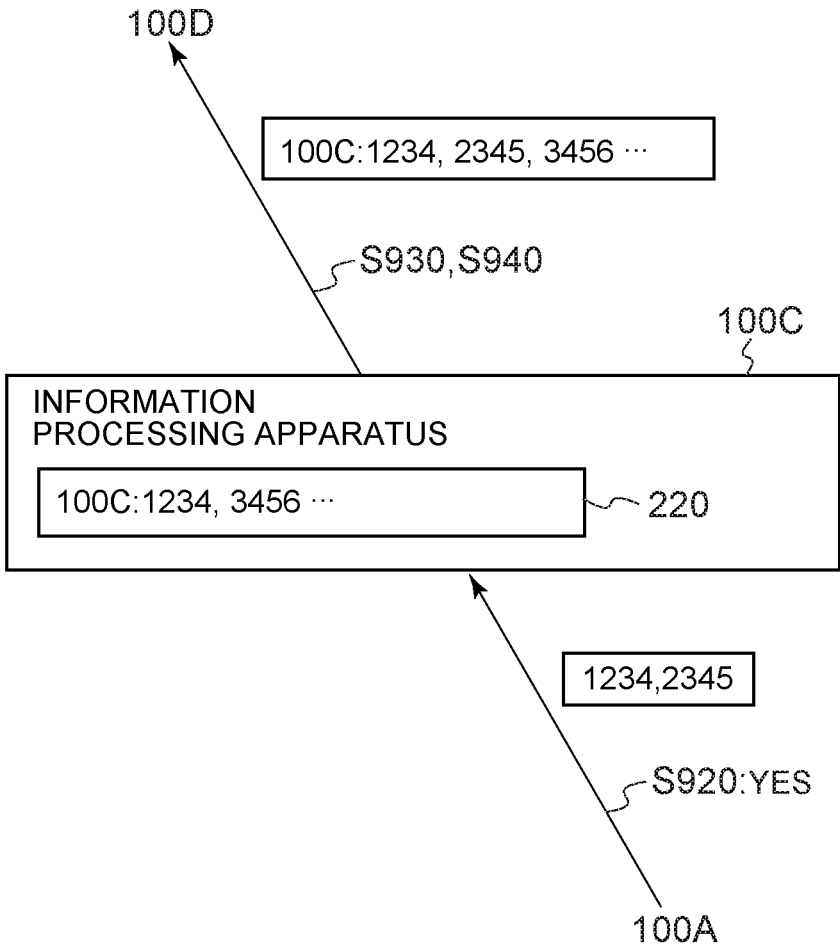 100D
100C:1234, 2345, 3456 ···
S930,S940
100C
INFORMATION
PROCESSING APPARATUS
100C:1234, 3456 ···
220
1234,2345
S920:YES
100A